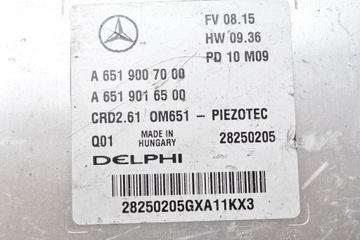 FV 08.15
HW 09.36
PD 10 M09
A 651 900 70 00
A 651 901 65 00
CRD2.61 OM651 - PIEZOTEC
Q01 MADE IN HUNGARY 28250205
DELPHI
28250205GXA11KX3